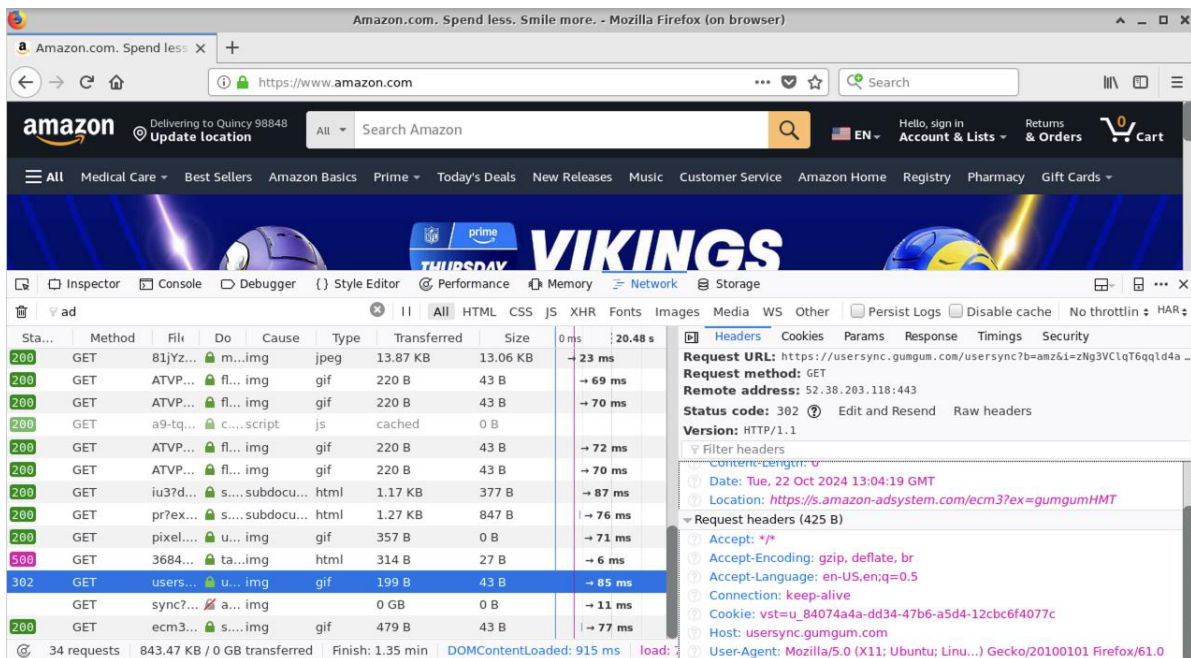 Amazon.com. Spend less. Smile more. - Mozilla Firefox (on browser)
a Amazon.com. Spend less
https://www.amazon.com
Search
amazon Delivering to Quincy 98848 Update location
All Search Amazon
EN
Hello, sign in Account & Lists
Returns & Orders
0 Cart
All Medical Care Best Sellers Amazon Basics Prime Today's Deals New Releases Music Customer Service Amazon Home Registry Pharmacy Gift Cards
NFL prime
THURSDAY
VIKINGS
Inspector Console Debugger {} Style Editor Performance Memory Network Storage
ad All HTML CSS JS XHR Fonts Images Media WS Other Persist Logs Disable cache No throttlin HAR
Sta... Method File Do Cause Type Transferred Size 0 ms 20.48 s
200 GET 81jYz... m...img jpeg 13.87 KB 13.06 KB → 23 ms
200 GET ATVP... fl... img gif 220 B 43 B → 69 ms
200 GET ATVP... fl... img gif 220 B 43 B → 70 ms
200 GET a9-tq... c.... script js cached 0 B
200 GET ATVP... fl... img gif 220 B 43 B → 72 ms
200 GET ATVP... fl... img gif 220 B 43 B → 70 ms
200 GET iu3?d... s.... subdocu... html 1.17 KB 377 B → 87 ms
200 GET pr?ex... s.... subdocu... html 1.27 KB 847 B → 76 ms
200 GET pixel.... u... img gif 357 B 0 B → 71 ms
500 GET 3684... ta...img html 314 B 27 B → 6 ms
302 GET users... u... img gif 199 B 43 B → 85 ms
GET sync?... a... img 0 GB 0 B → 11 ms
200 GET ecm3... s.... img gif 479 B 43 B → 77 ms
34 requests 843.47 KB / 0 GB transferred Finish: 1.35 min DOMContentLoaded: 915 ms load:
Headers Cookies Params Response Timings Security
Request URL: https://usersync.gumgum.com/usersync?b=amz&i=zNg3VClqT6qqld4a
Request method: GET
Remote address: 52.38.203.118:443
Status code: 302 Edit and Resend Raw headers
Version: HTTP/1.1
Filter headers
Content-Length: 0
Date: Tue, 22 Oct 2024 13:04:19 GMT
Location: https://s.amazon-adsystem.com/ecm3?ex=gumgumHMT
Request headers (425 B)
Accept: */*
Accept-Encoding: gzip, deflate, br
Accept-Language: en-US,en;q=0.5
Connection: keep-alive
Cookie: vst=u_84074a4a-dd34-47b6-a5d4-12cbc6f4077c
Host: usersync.gumgum.com
User-Agent: Mozilla/5.0 (X11; Ubuntu; Linu...) Gecko/20100101 Firefox/61.0